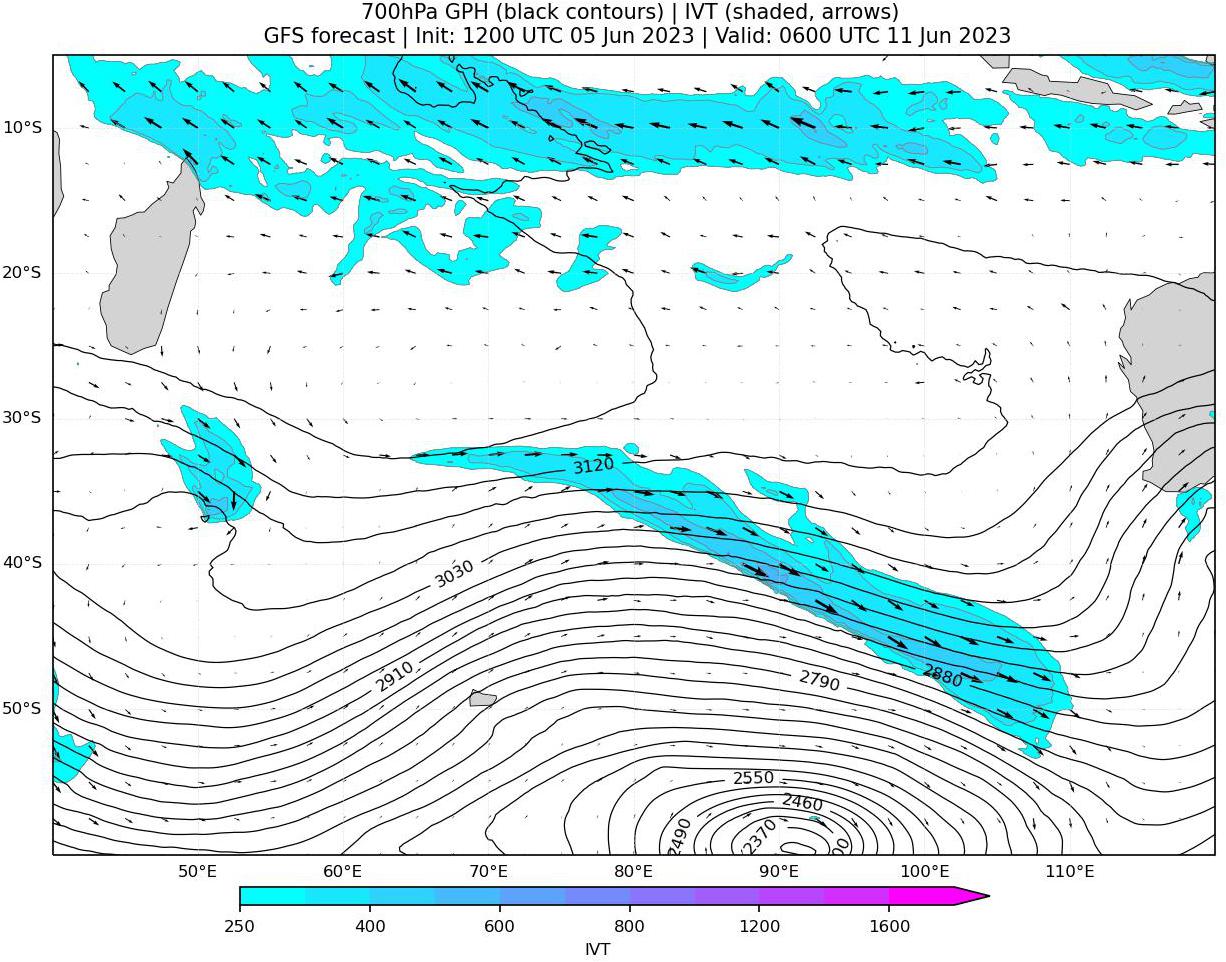 700hPa GPH (black contours) | IVT (shaded, arrows)
GFS forecast | Init: 1200 UTC 05 Jun 2023 | Valid: 0600 UTC 11 Jun 2023
10°S
20°S
30°S
3120
40°S
3030
2910
2790
2880
50°S
2550
2460
2490
2370
50°E
60°E
70°E
80°E
90°E
100°E
110°E
250
400
600
800
1200
1600
IVT